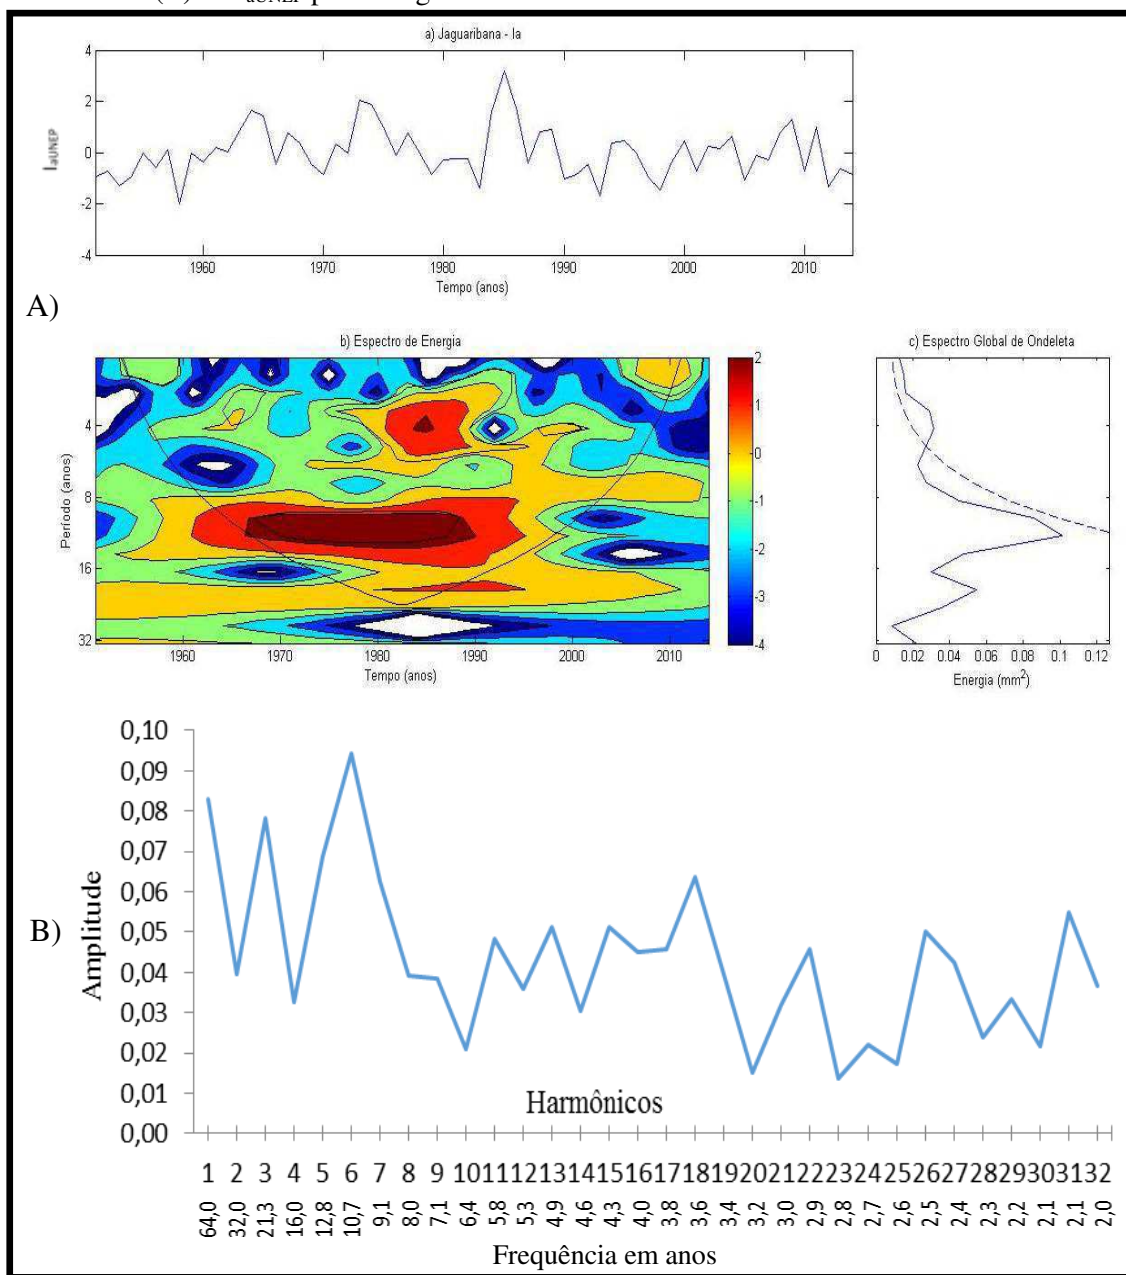 a) Jaguaribana - Ia
4
2
0
-2
-4
IaUNEP
1960 1970 1980 1990 2000 2010
Tempo (anos)
A)
b) Espectro de Energia
4
8
16
32
Período (anos)
1960 1970 1980 1990 2000 2010
Tempo (anos)
2
1
0
-1
-2
-3
-4
c) Espectro Global de Ondeleta
0 0.02 0.04 0.06 0.08 0.1 0.12
Energia (mm²)
B)
Amplitude
0,10
0,09
0,08
0,07
0,06
0,05
0,04
0,03
0,02
0,01
0,00
Harmônicos
1 2 3 4 5 6 7 8 9 10 11 12 13 14 15 16 17 18 19 20 21 22 23 24 25 26 27 28 29 30 31 32
64,0 32,0 21,3 16,0 12,8 10,7 9,1 8,0 7,1 6,4 5,8 5,3 4,9 4,6 4,3 4,0 3,8 3,6 3,4 3,2 3,0 2,9 2,8 2,7 2,6 2,5 2,4 2,3 2,2 2,1 2,1 2,0
Frequência em anos